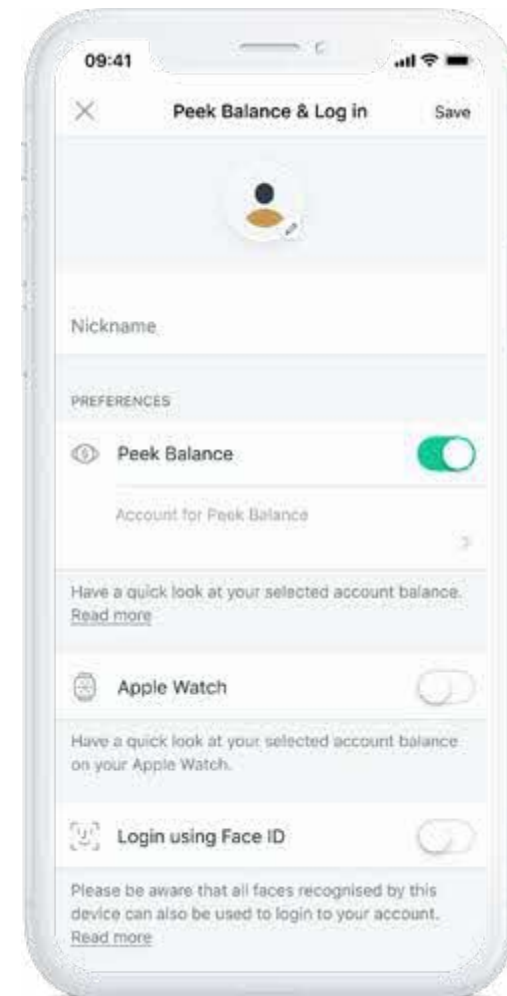 09:41
Peek Balance & Log in
Save
Nickname
PREFERENCES
Peek Balance
Account for Peek Balance
Have a quick look at your selected account balance.
Read more
Apple Watch
Have a quick look at your selected account balance
on your Apple Watch.
Login using Face ID
Please be aware that all faces recognised by this
device can also be used to login to your account.
Read more